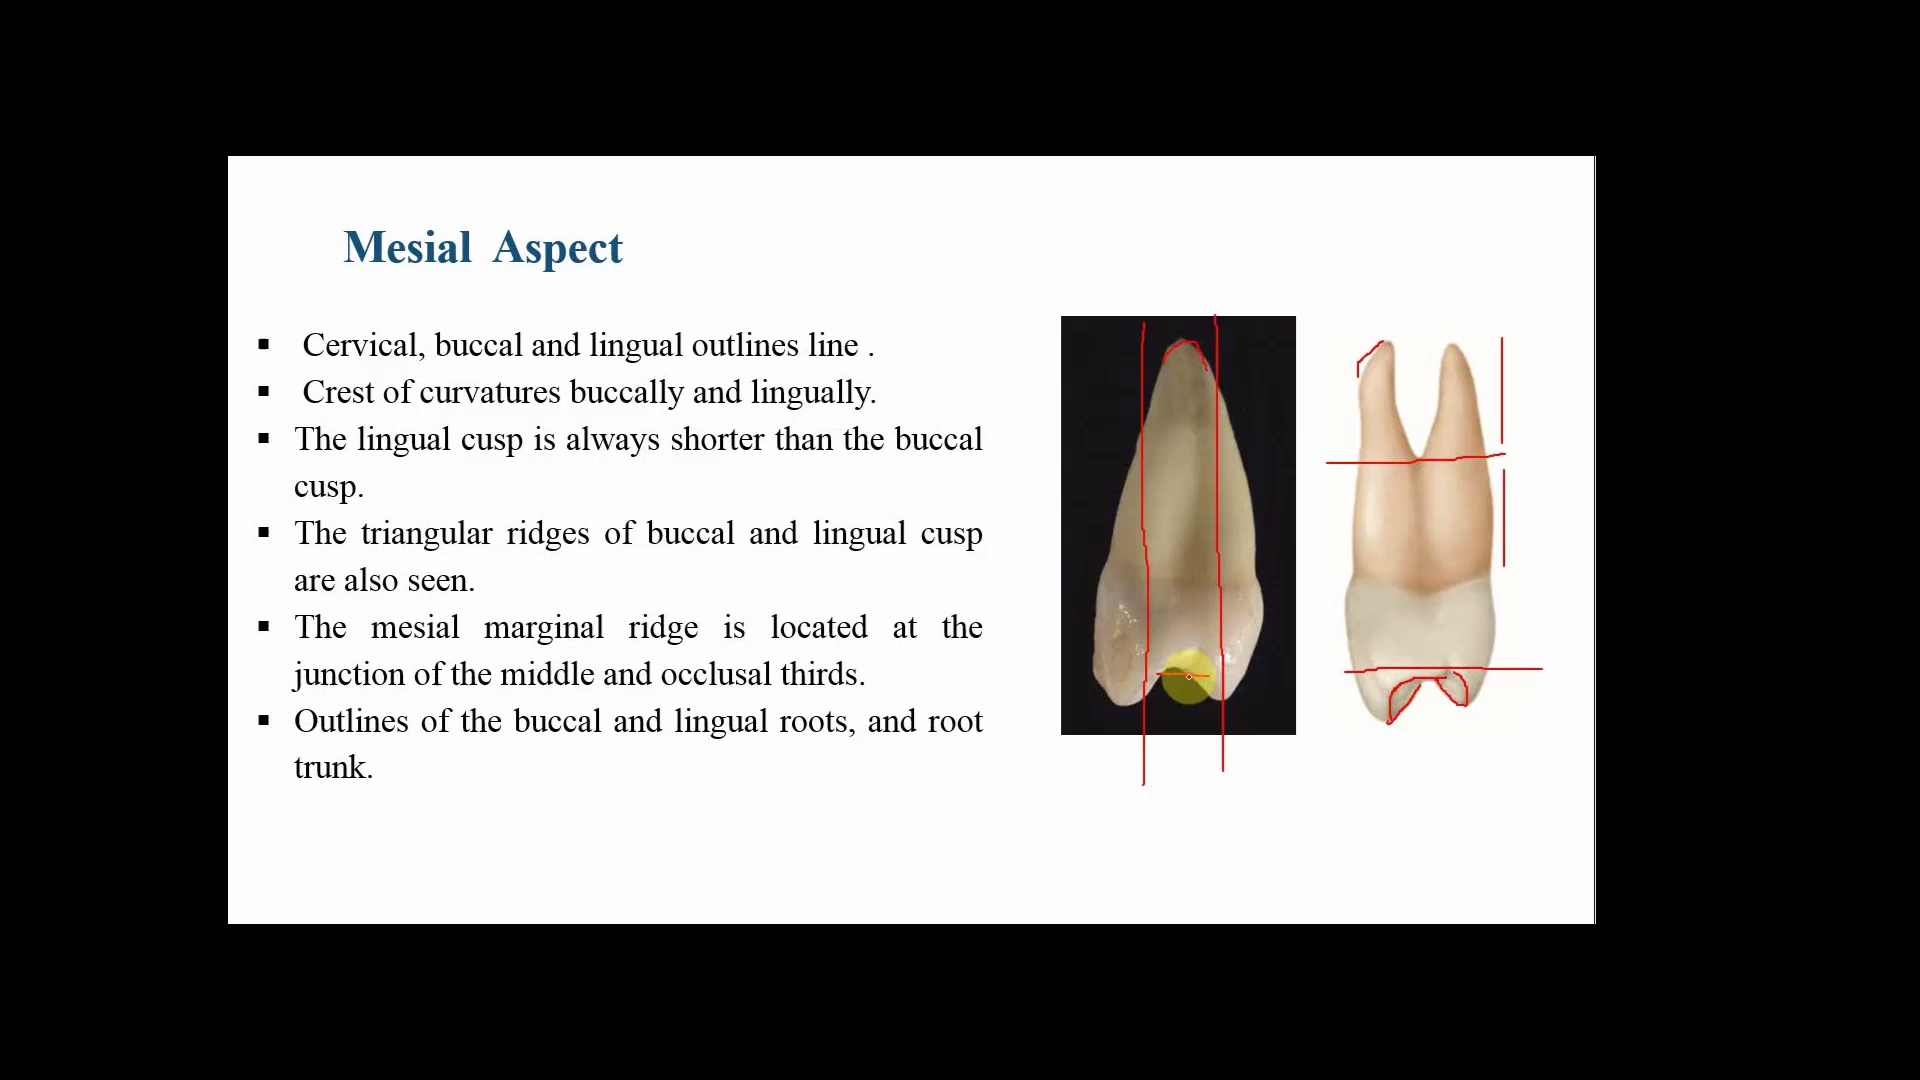 Mesial Aspect
▪ Cervical, buccal and lingual outlines line .
▪ Crest of curvatures buccally and lingually.
▪ The lingual cusp is always shorter than the buccal
cusp.
▪ The triangular ridges of buccal and lingual cusp
are also seen.
▪ The mesial marginal ridge is located at the
junction of the middle and occlusal thirds.
▪ Outlines of the buccal and lingual roots, and root
trunk.